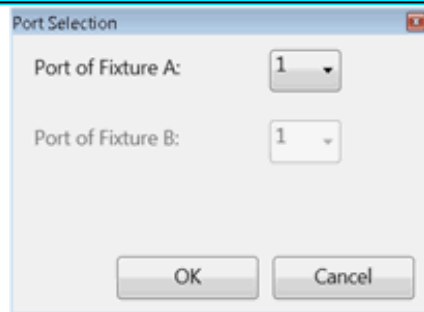 Port Selection
Port of Fixture A: 1
Port of Fixture B: 1
OK Cancel